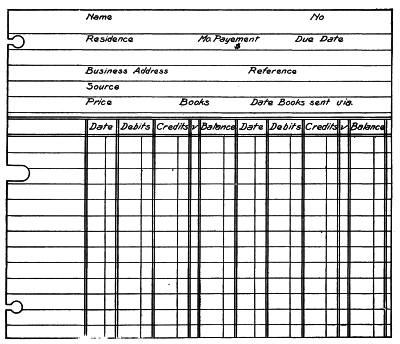 Name No
Residence Mo. Payement Due Date
$
Business Address Reference
Source
Price Books Date Books sent via.
Date Debits Credits √ Balance Date Debits Credits √ Balance